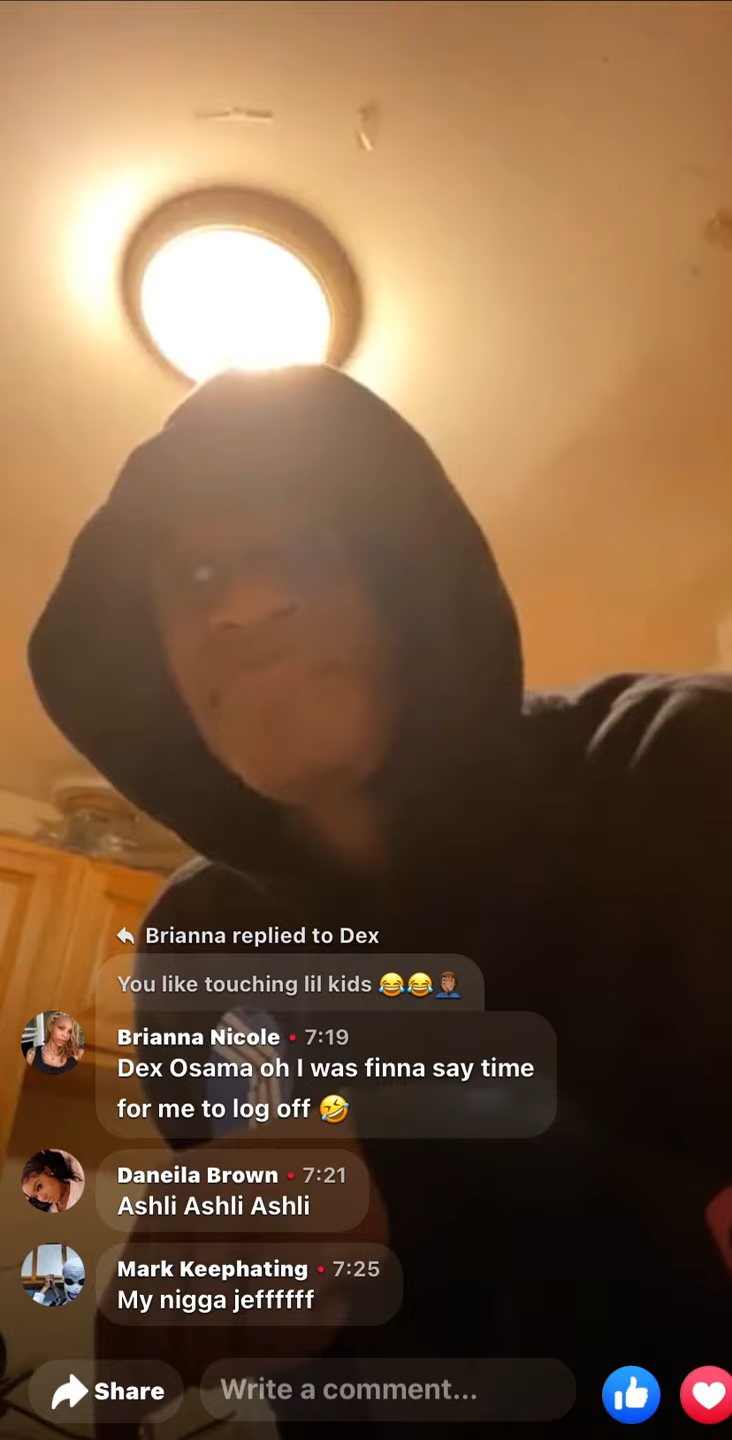 Brianna replied to Dex
You like touching lil kids 😂😂🤦🏽‍♂️
Brianna Nicole • 7:19
Dex Osama oh I was finna say time
for me to log off 🤣
Daneila Brown • 7:21
Ashli Ashli Ashli
Mark Keephating • 7:25
My nigga jeffffff
Share
Write a comment...